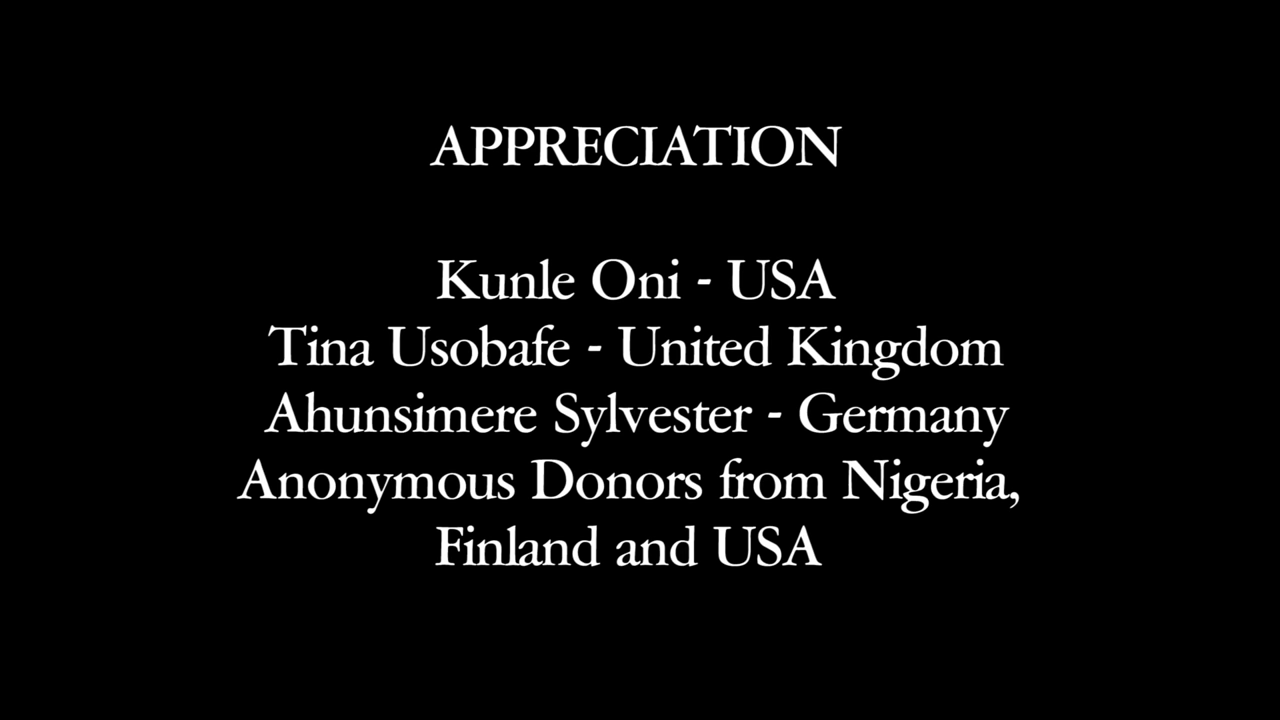 APPRECIATION
Kunle Oni - USA
Tina Usobafe - United Kingdom
Ahunsimere Sylvester - Germany
Anonymous Donors from Nigeria,
Finland and USA